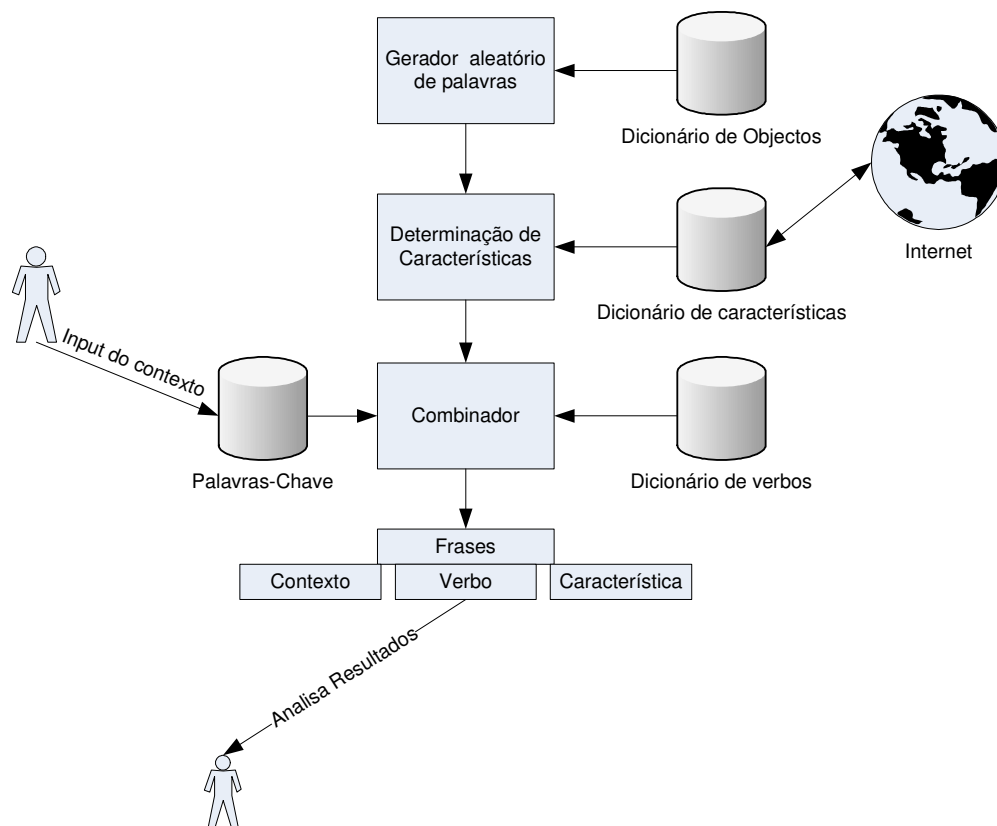 Gerador aleatório
de palavras
Dicionário de Objectos
Determinação de
Características
Internet
Dicionário de características
Input do contexto
Combinador
Palavras-Chave
Dicionário de verbos
Frases
Contexto
Verbo
Característica
Analisa Resultados